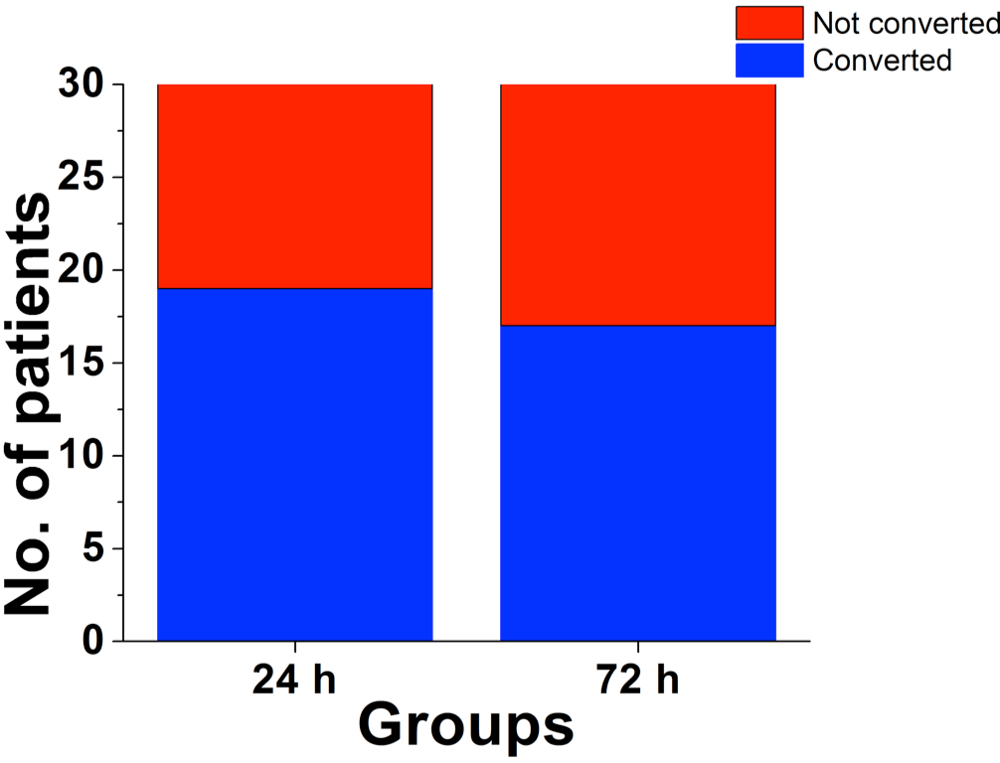 Not converted
Converted
30
25
20
15
10
5
0
No. of patients
24 h
72 h
Groups